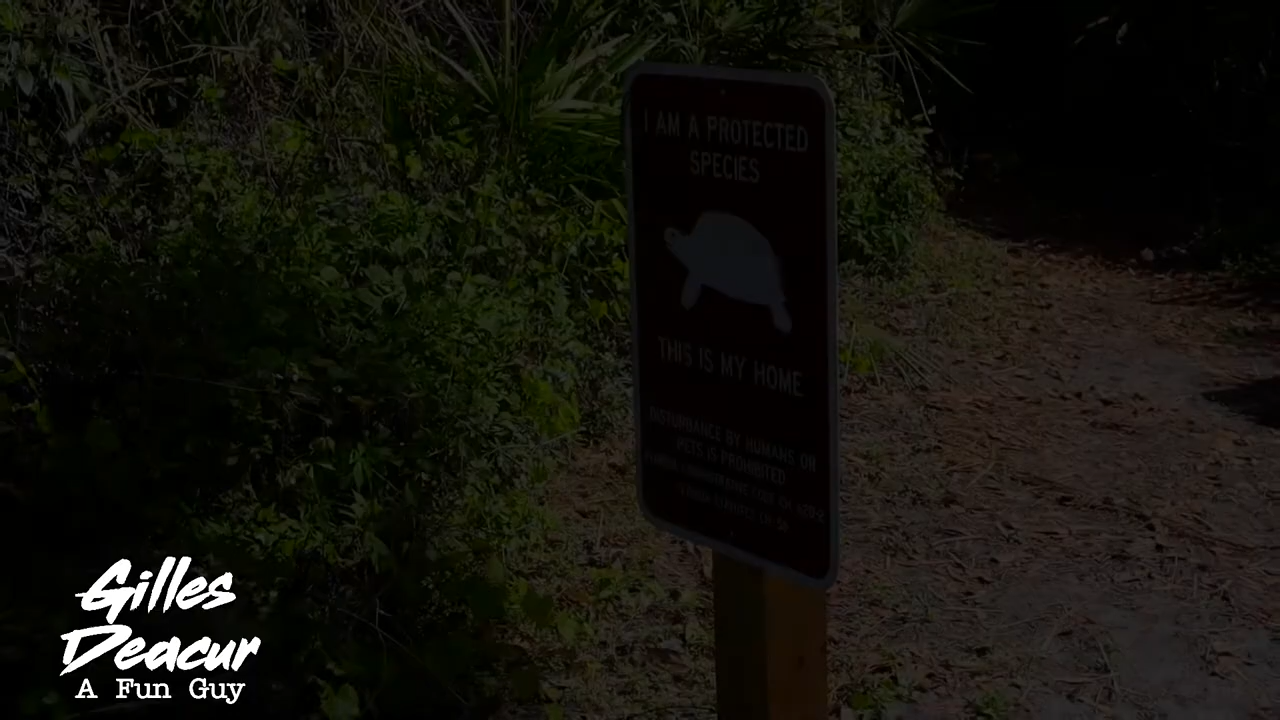 I AM A PROTECTED
SPECIES
THIS IS MY HOME
DISTURBANCE BY HUMANS OR
PETS IS PROHIBITED
Gilles
Deacur
A Fun Guy